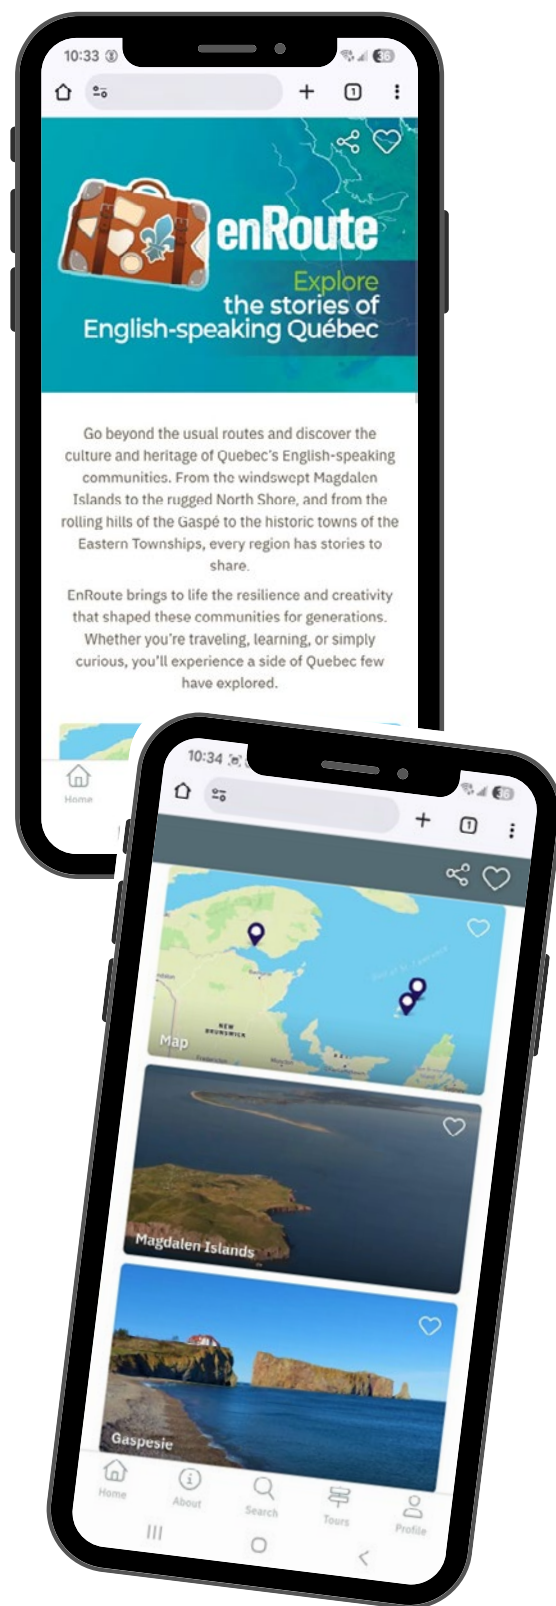 10:33
1
enRoute
Explore
the stories of
English-speaking Québec
Go beyond the usual routes and discover the
culture and heritage of Quebec's English-speaking
communities. From the windswept Magdalen
Islands to the rugged North Shore, and from the
rolling hills of the Gaspé to the historic towns of the
Eastern Townships, every region has stories to
share.
EnRoute brings to life the resilience and creativity
that shaped these communities for generations.
Whether you're traveling, learning, or simply
curious, you'll experience a side of Quebec few
have explored.
Home
10:34
1
NEW
BRUNSWICK
Fredericton
Moncton
Map
Magdalen Islands
Gaspesie
Home
About
Search
Tours
Profile